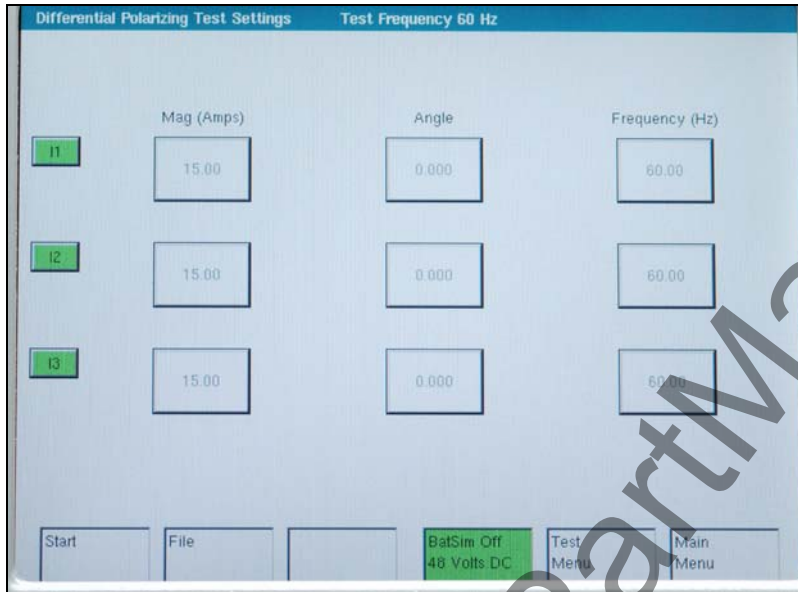 Differential Polarizing Test Settings Test Frequency 60 Hz
Mag (Amps) Angle Frequency (Hz)
I1 15.00 0.000 60.00
I2 15.00 0.000 60.00
I3 15.00 0.000 60.00
Start File BatSim Off Test Main
48 Volts DC Menu Menu